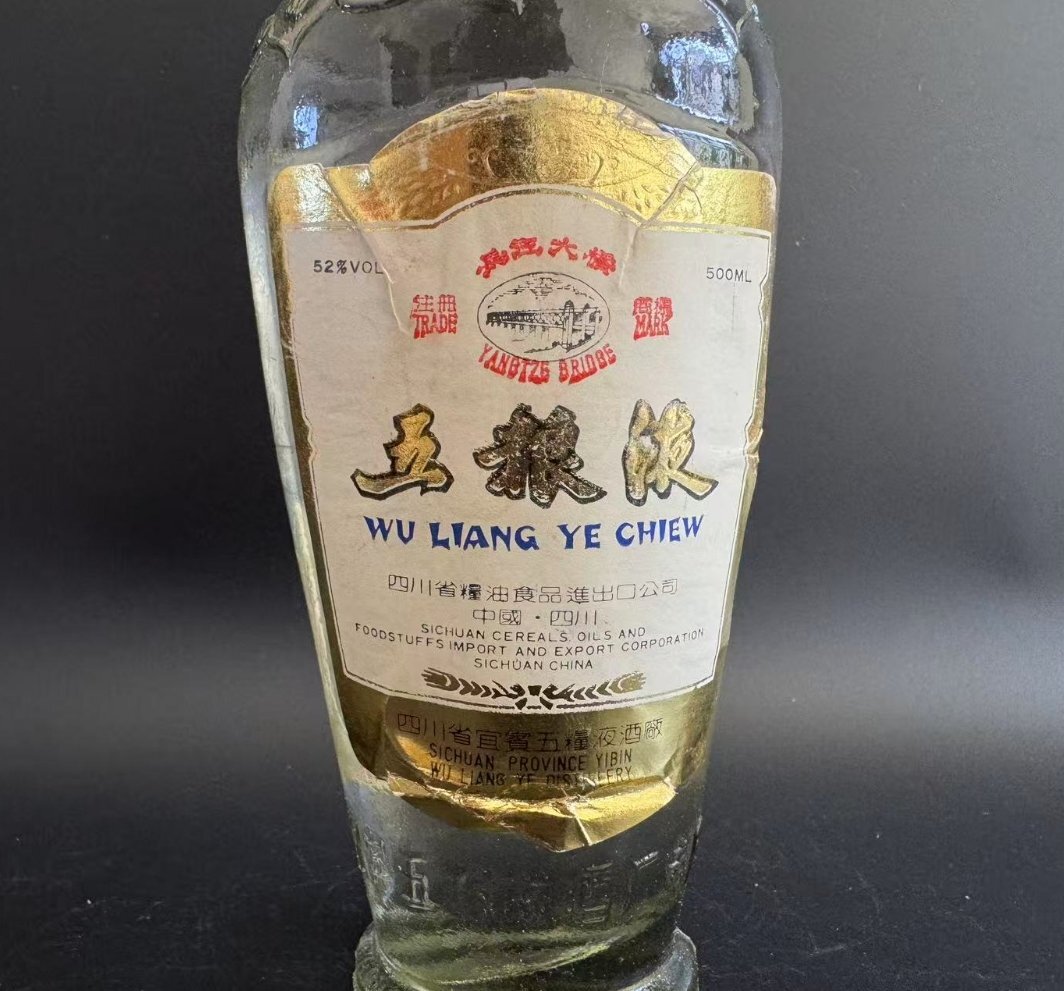 長江大橋
52%VOL
500ML
註冊
商標
TRADE
MARK
YANGTZE BRIDGE
五粮液
WU LIANG YE CHIEW
四川省糧油食品進出口公司
中國·四川
SICHUAN CEREALS, OILS AND
FOODSTUFFS IMPORT AND EXPORT CORPORATION
SICHUAN CHINA
四川省宜賓五糧液酒廠
SICHUAN PROVINCE YIBIN
WU LIANG YE DISTILLERY